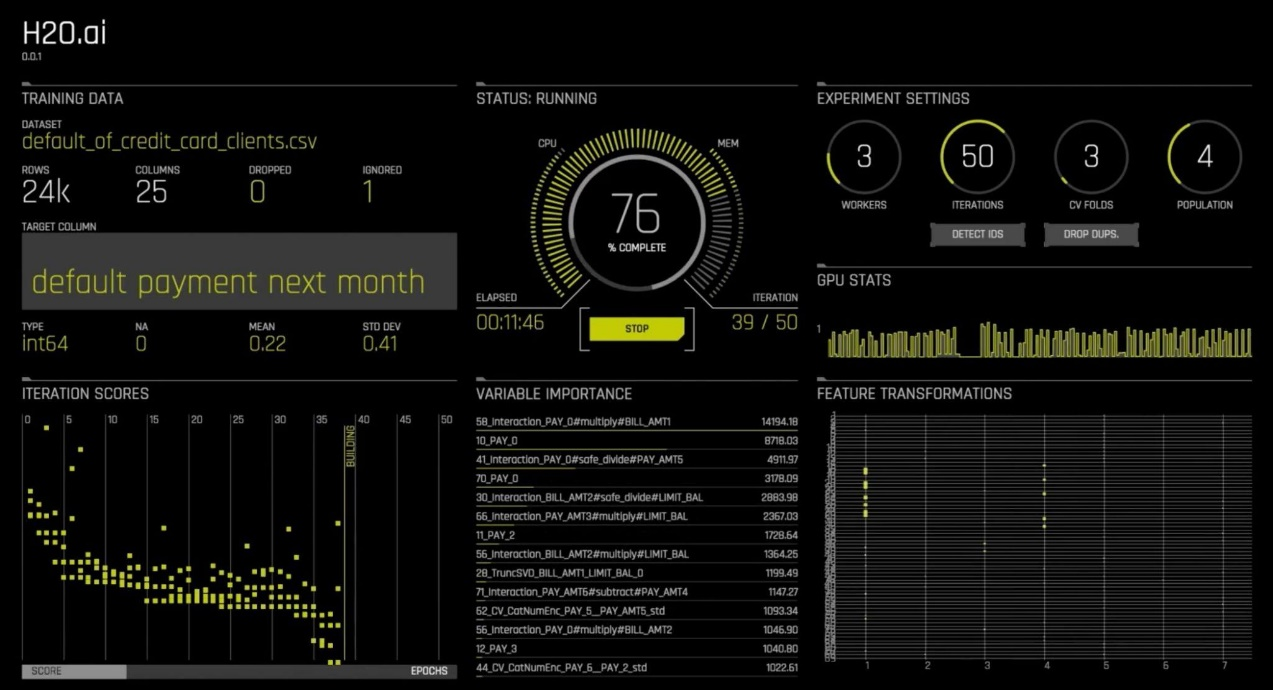 H2O.ai
0.0.1
TRAINING DATA
DATASET
default_of_credit_card_clients.csv
ROWS COLUMNS DROPPED IGNORED
24k 25 0 1
TARGET COLUMN
default payment next month
TYPE NA MEAN STD DEV
int64 0 0.22 0.41
STATUS: RUNNING
CPU MEM
76
% COMPLETE
ELAPSED ITERATION
00:11:46 39 / 50
STOP
EXPERIMENT SETTINGS
3 50 3 4
WORKERS ITERATIONS CV FOLDS POPULATION
DETECT IDS DROP DUPS.
GPU STATS
1
ITERATION SCORES
0 5 10 15 20 25 30 35 40 45 50
BUILDING
SCORE EPOCHS
VARIABLE IMPORTANCE
58_Interaction_PAY_0#multiply#BILL_AMT1 14194.18
10_PAY_0 8718.03
41_Interaction_PAY_0#safe_divide#PAY_AMT5 4911.97
70_PAY_0 3178.09
30_Interaction_BILL_AMT2#safe_divide#LIMIT_BAL 2883.98
66_Interaction_PAY_AMT3#multiply#LIMIT_BAL 2367.03
11_PAY_2 1728.64
55_Interaction_BILL_AMT2#multiply#LIMIT_BAL 1364.25
28_TruncSVD_BILL_AMT1_LIMIT_BAL_0 1199.49
71_Interaction_PAY_AMT6#subtract#PAY_AMT4 1147.27
62_CV_CatNumEnc_PAY_5__PAY_AMT5_std 1093.34
56_Interaction_PAY_0#multiply#BILL_AMT2 1046.90
12_PAY_3 1040.80
44_CV_CatNumEnc_PAY_6__PAY_2_std 1022.61
FEATURE TRANSFORMATIONS
1 2 3 4 5 6 7